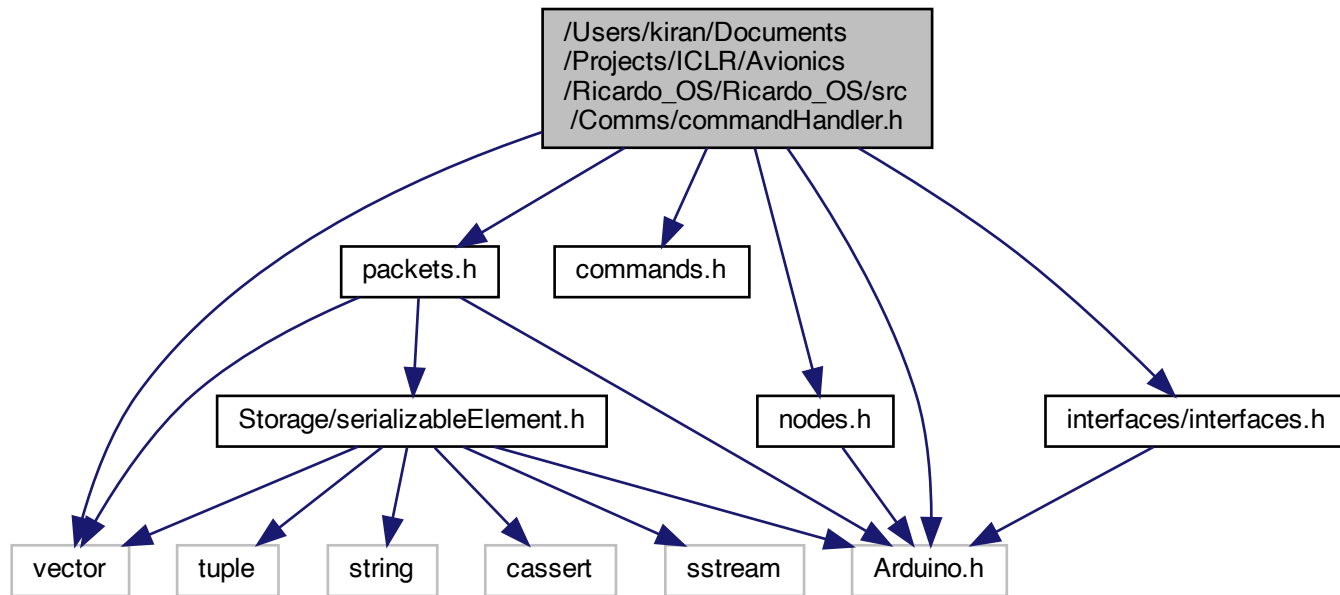 /Users/kiran/Documents
/Projects/ICLR/Avionics
/Ricardo_OS/Ricardo_OS/src
/Comms/commandHandler.h
packets.h
commands.h
Storage/serializableElement.h
nodes.h
interfaces/interfaces.h
vector
tuple
string
cassert
sstream
Arduino.h